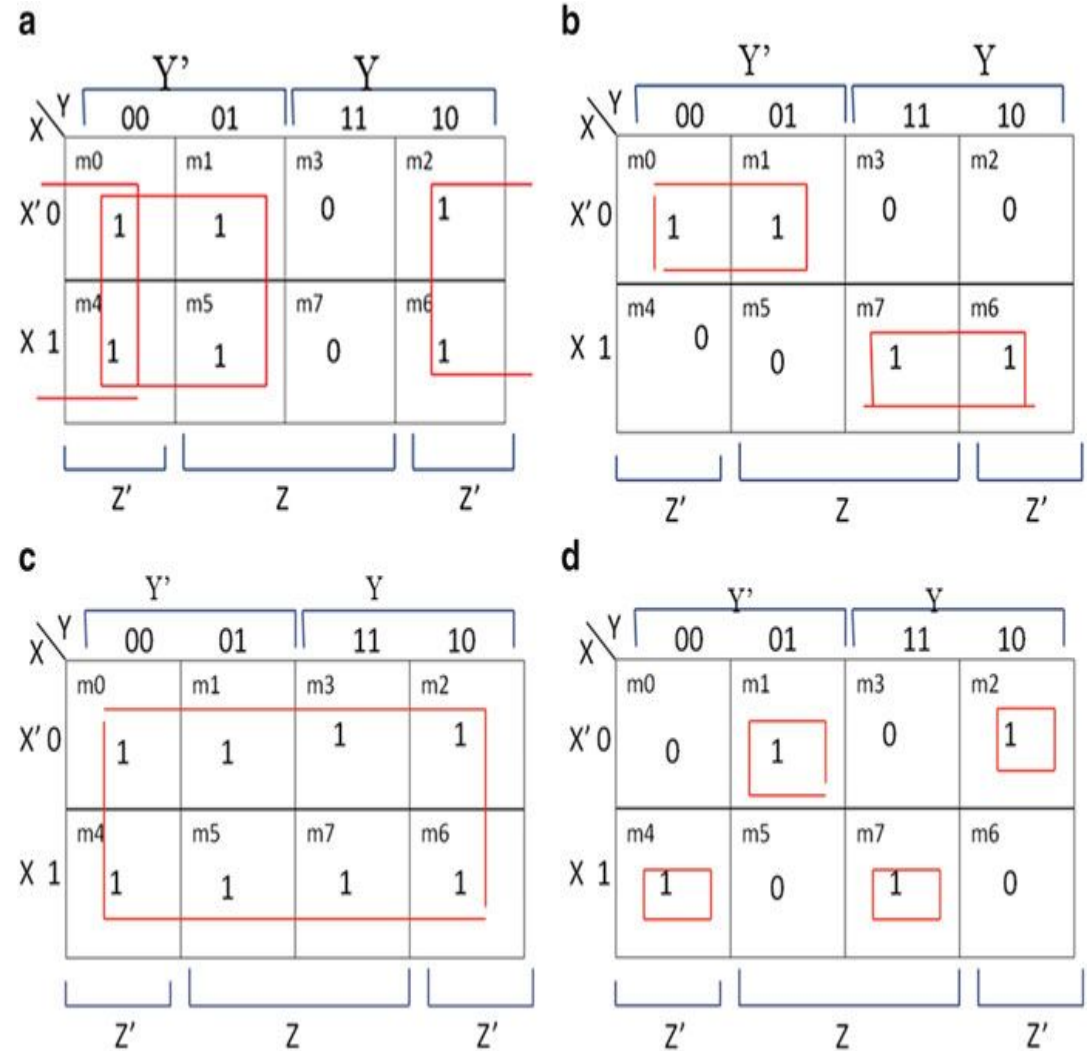 a
Y’ Y
Y
00 01 11 10
X
m0 m1 m3 m2
X’ 0 1 1 0 1
m4 m5 m7 m6
X 1 1 1 0 1
Z’ Z Z’
b
Y’ Y
Y
00 01 11 10
X
m0 m1 m3 m2
X’ 0 1 1 0 0
m4 m5 m7 m6
X 1 0 0 1 1
Z’ Z Z’
c
Y’ Y
Y
00 01 11 10
X
m0 m1 m3 m2
X’ 0 1 1 1 1
m4 m5 m7 m6
X 1 1 1 1 1
Z’ Z Z’
d
Y’ Y
Y
00 01 11 10
X
m0 m1 m3 m2
X’ 0 0 1 0 1
m4 m5 m7 m6
X 1 1 0 1 0
Z’ Z Z’